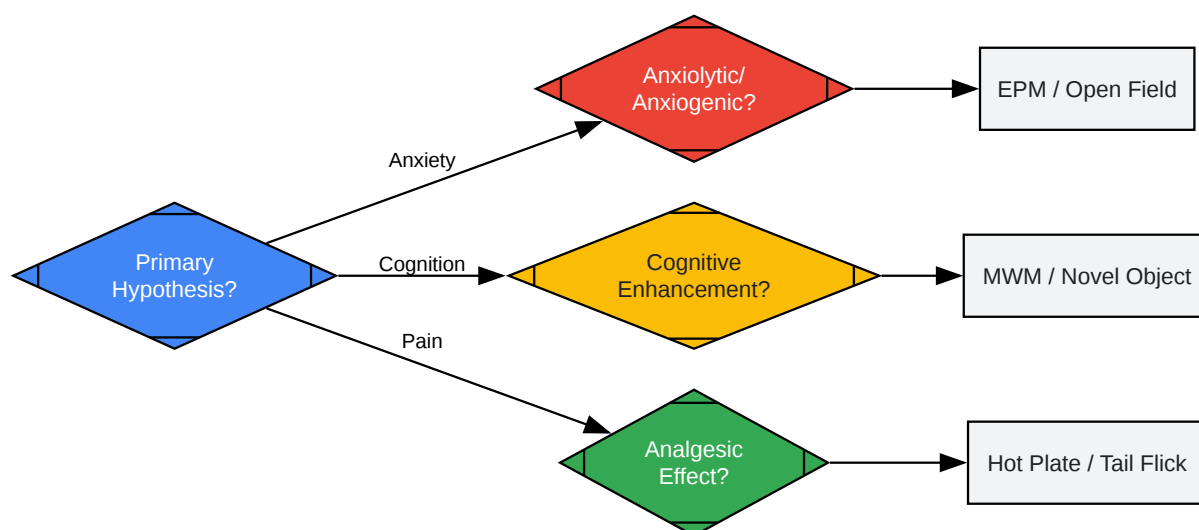 Anxiolytic/
Anxiogenic?
EPM / Open Field
Anxiety
Primary
Hypothesis?
Cognition
Cognitive
Enhancement?
MWM / Novel Object
Pain
Analgesic
Effect?
Hot Plate / Tail Flick